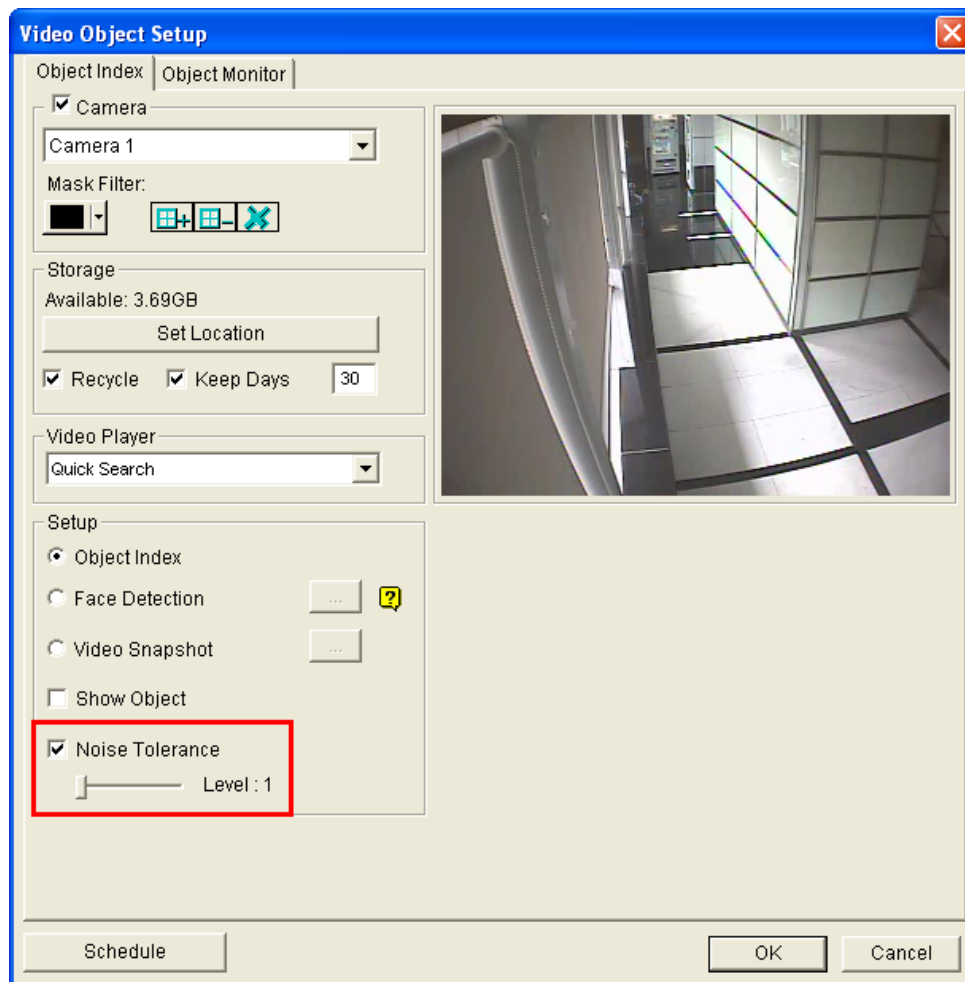 Video Object Setup
Object Index
Object Monitor
Camera
Camera 1
Mask Filter:
Storage
Available: 3.69GB
Set Location
Recycle
Keep Days
30
Video Player
Quick Search
Setup
Object Index
Face Detection
...
?
Video Snapshot
...
Show Object
Noise Tolerance
Level : 1
Schedule
OK
Cancel